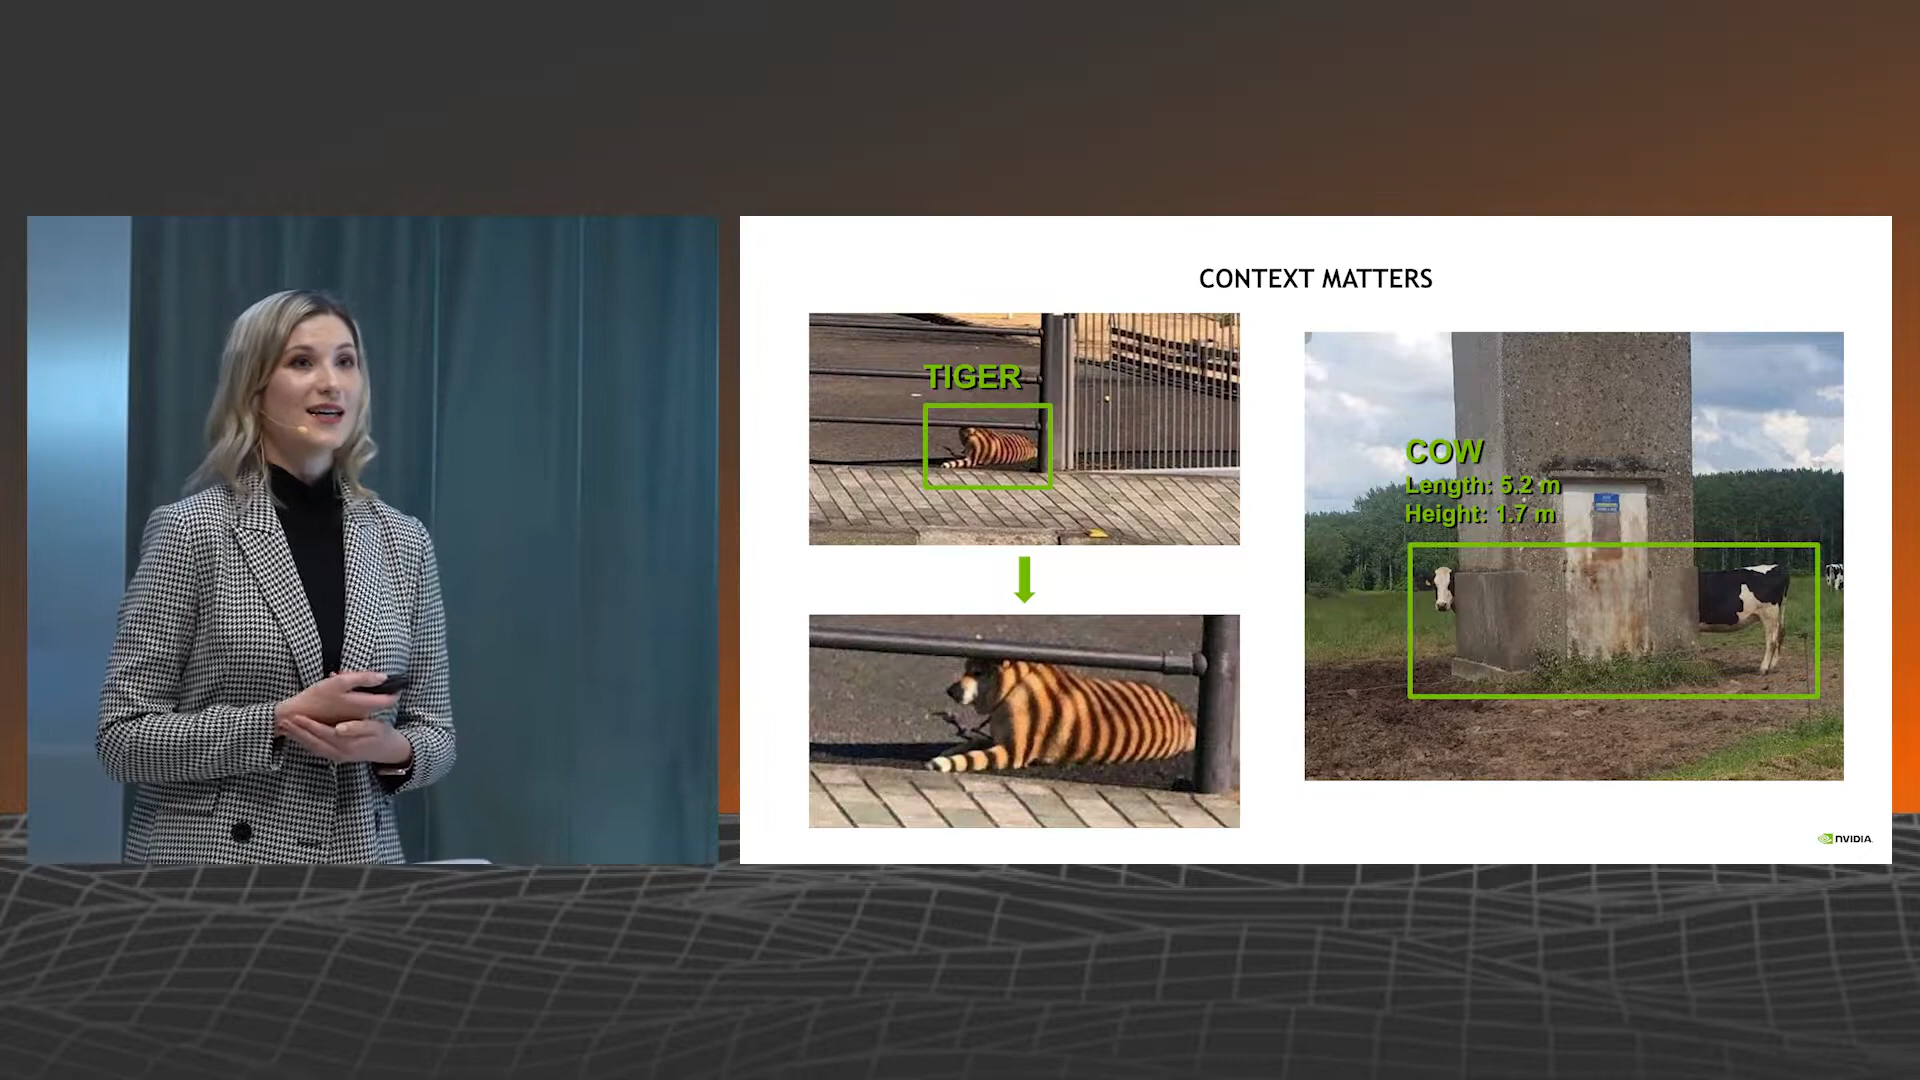 CONTEXT MATTERS
TIGER
COW
Length: 5.2 m
Height: 1.7 m
NVIDIA